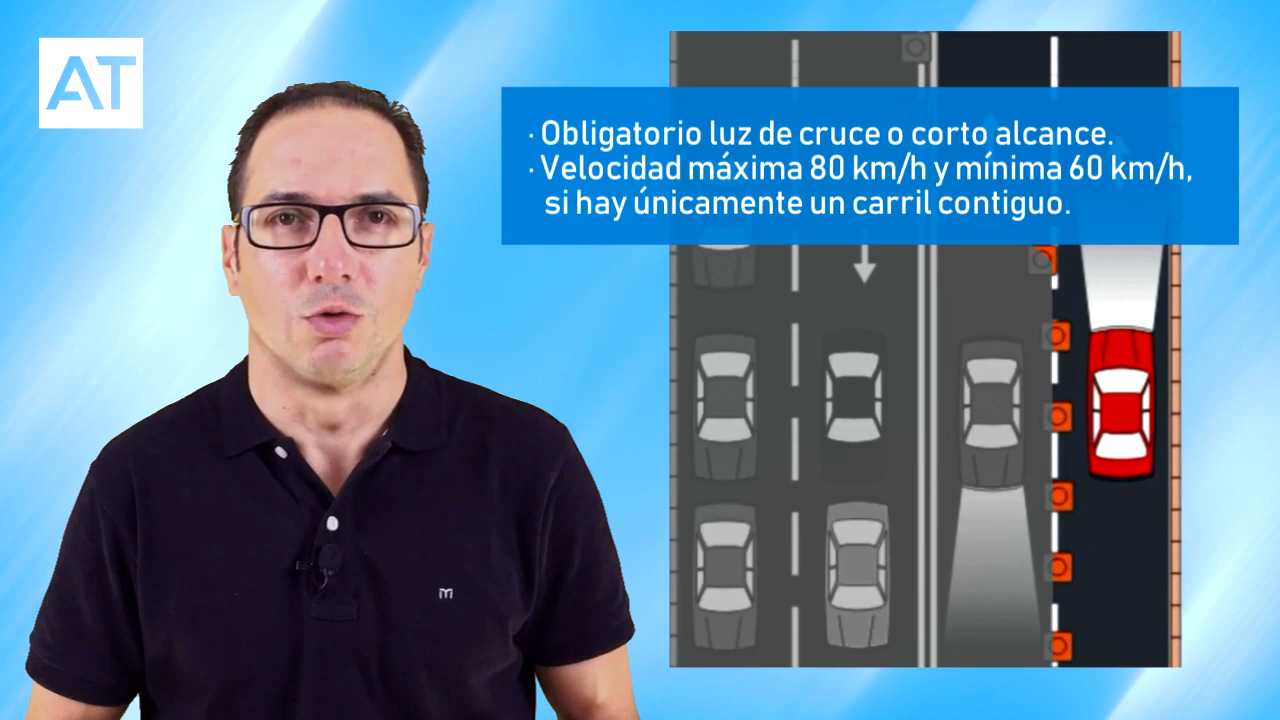 AT
· Obligatorio luz de cruce o corto alcance.
· Velocidad máxima 80 km/h y mínima 60 km/h,
si hay únicamente un carril contiguo.
m